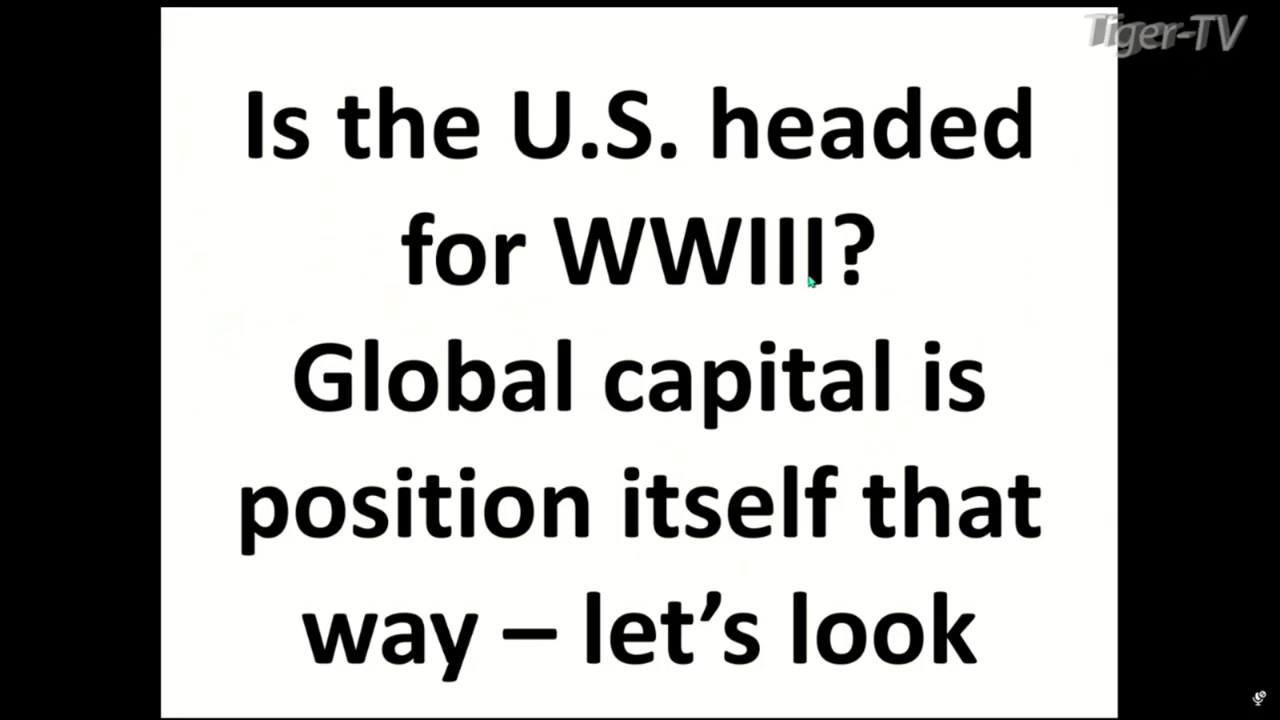 Tiger-TV
Is the U.S. headed
for WWIII?
Global capital is
position itself that
way – let’s look